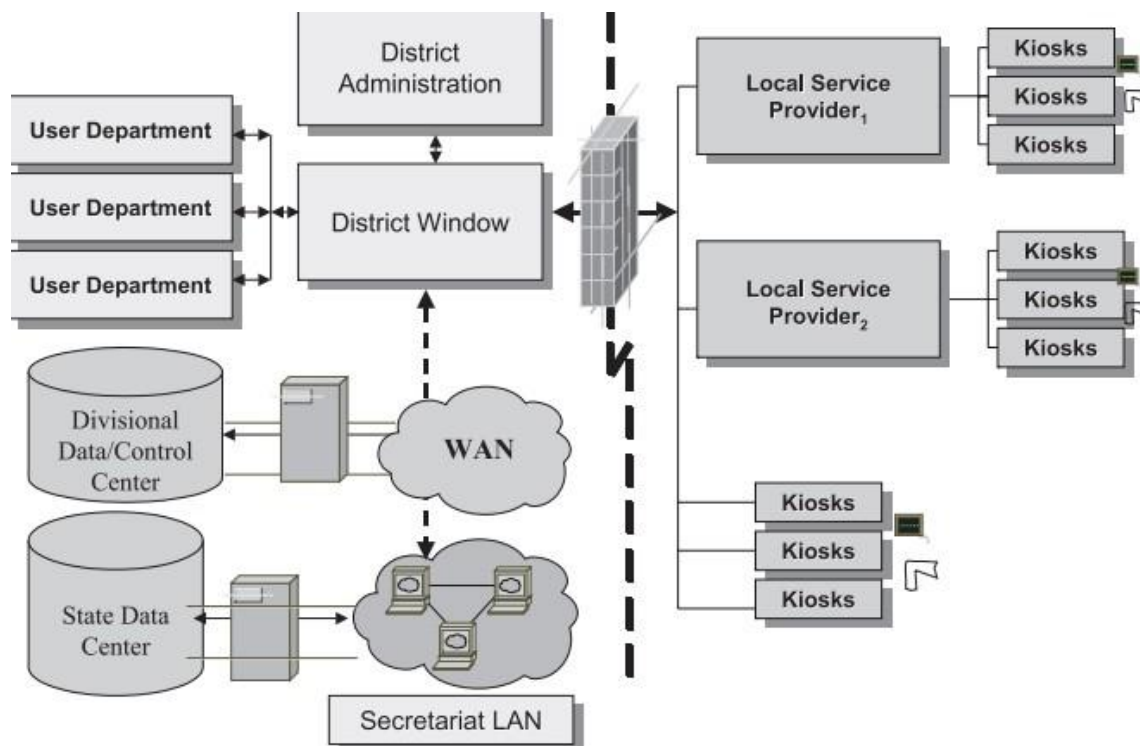 District
Administration
User Department
User Department
User Department
District Window
Local Service
Provider1
Kiosks
Kiosks
Kiosks
Local Service
Provider2
Kiosks
Kiosks
Kiosks
Divisional
Data/Control
Center
WAN
State Data
Center
Secretariat LAN
Kiosks
Kiosks
Kiosks